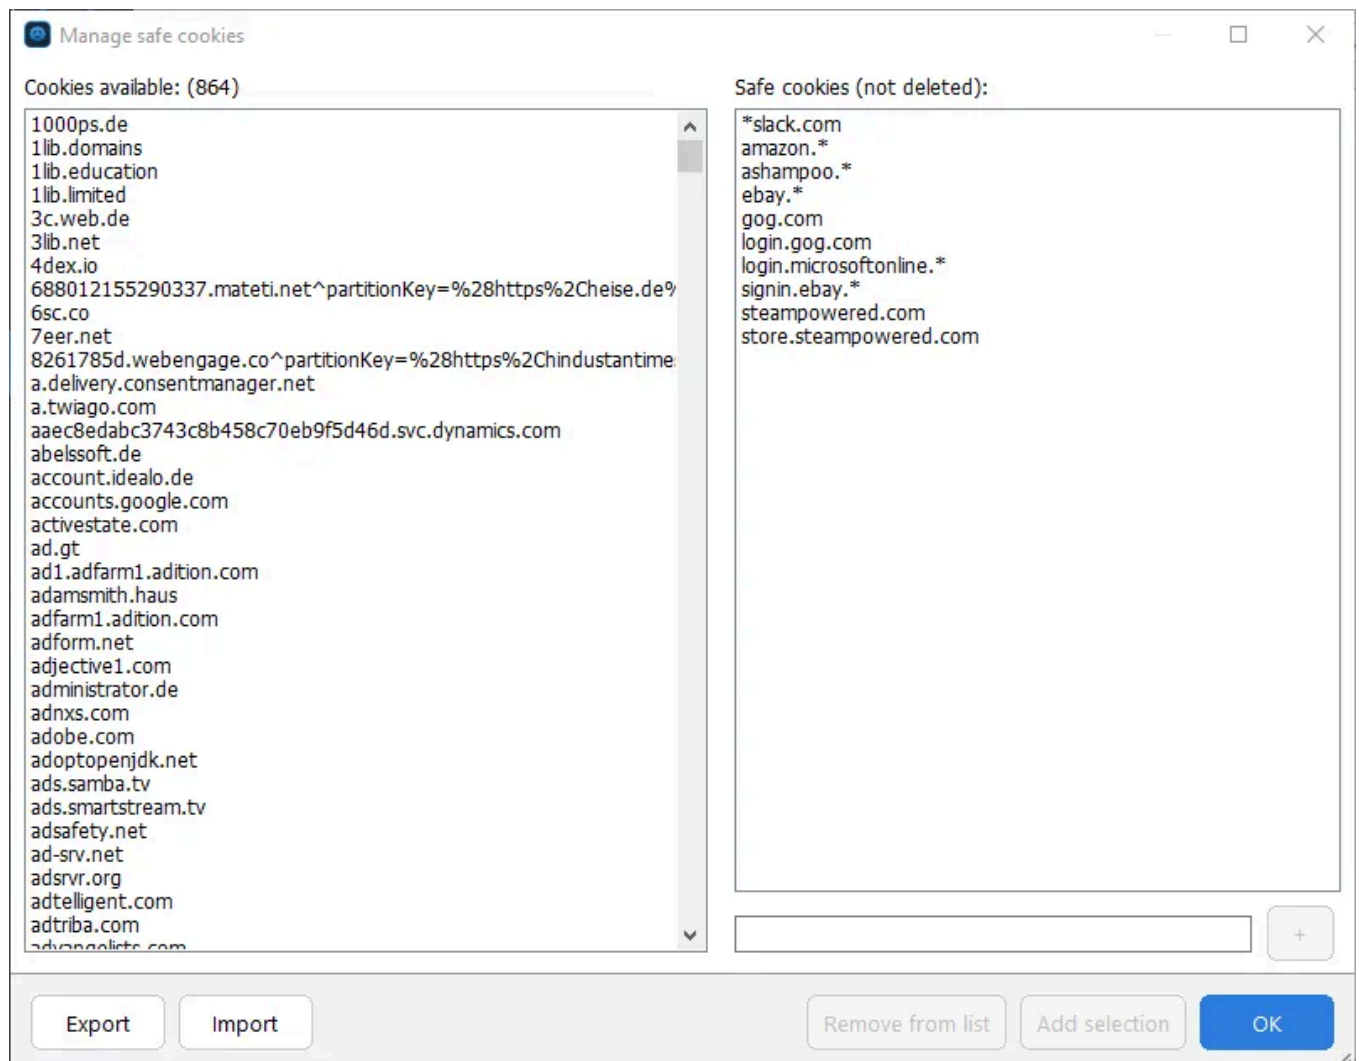 Manage safe cookies
Cookies available: (864)
1000ps.de
1lib.domains
1lib.education
1lib.limited
3c.web.de
3lib.net
4dex.io
688012155290337.mateti.net^partitionKey=%28https%2Cheise.de%
6sc.co
7eer.net
8261785d.webengage.co^partitionKey=%28https%2Chindustantime
a.delivery.consentmanager.net
a.twiago.com
aaec8edabc3743c8b458c70eb9f5d46d.svc.dynamics.com
abelssoft.de
account.idealo.de
accounts.google.com
activestate.com
ad.gt
ad1.adfarm1.adition.com
adamsmith.haus
adfarm1.adition.com
adform.net
adjective1.com
administrator.de
adnxs.com
adobe.com
adoptopenjdk.net
ads.samba.tv
ads.smartstream.tv
adsafety.net
ad-srv.net
adsrvr.org
adtelligent.com
adtriba.com
advangelists.com
Safe cookies (not deleted):
*slack.com
amazon.*
ashampoo.*
ebay.*
gog.com
login.gog.com
login.microsoftonline.*
signin.ebay.*
steampowered.com
store.steampowered.com
+
Export
Import
Remove from list
Add selection
OK